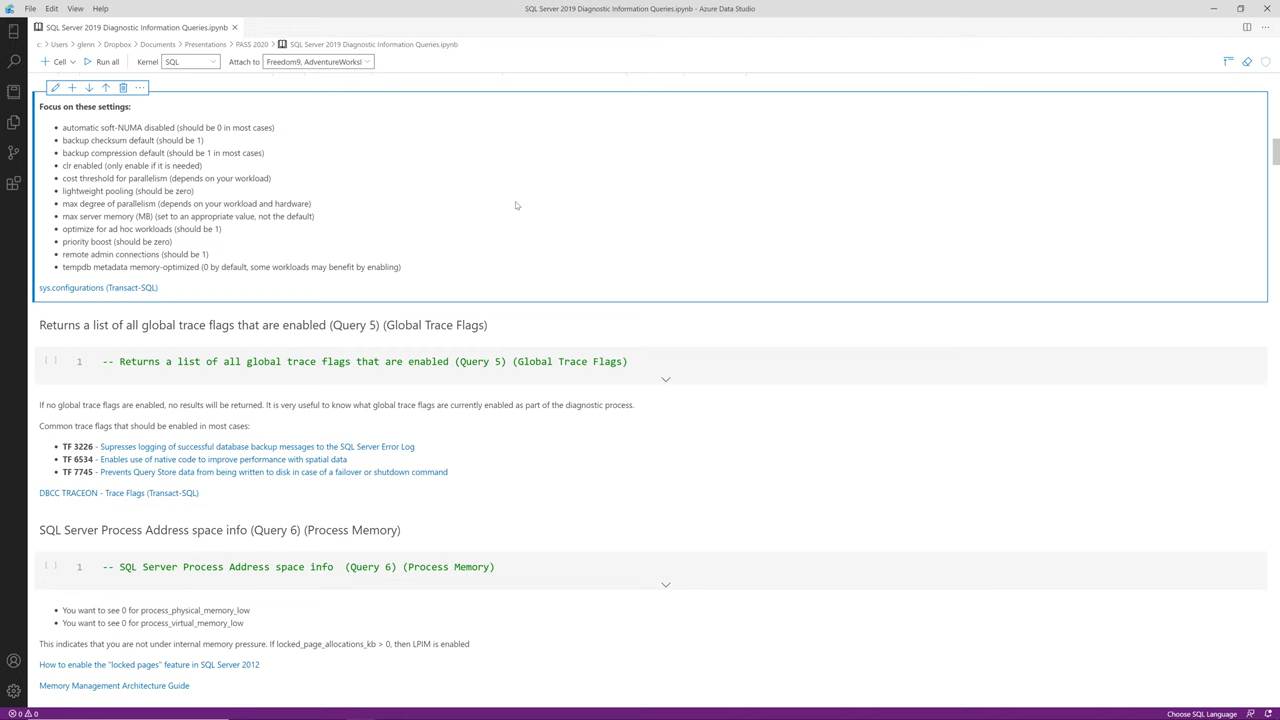 File Edit View Help
SQL Server 2019 Diagnostic Information Queries.ipynb - Azure Data Studio
SQL Server 2019 Diagnostic Information Queries.ipynb
c: > Users > glenn > Dropbox > Documents > Presentations > PASS 2020 > SQL Server 2019 Diagnostic Information Queries.ipynb
Cell Run all Kernel SQL Attach to Freedom9, AdventureWorksl
Focus on these settings:
• automatic soft-NUMA disabled (should be 0 in most cases)
• backup checksum default (should be 1)
• backup compression default (should be 1 in most cases)
• clr enabled (only enable if it is needed)
• cost threshold for parallelism (depends on your workload)
• lightweight pooling (should be zero)
• max degree of parallelism (depends on your workload and hardware)
• max server memory (MB) (set to an appropriate value, not the default)
• optimize for ad hoc workloads (should be 1)
• priority boost (should be zero)
• remote admin connections (should be 1)
• tempdb metadata memory-optimized (0 by default, some workloads may benefit by enabling)
sys.configurations (Transact-SQL)
Returns a list of all global trace flags that are enabled (Query 5) (Global Trace Flags)
[ ] 1 -- Returns a list of all global trace flags that are enabled (Query 5) (Global Trace Flags)
If no global trace flags are enabled, no results will be returned. It is very useful to know what global trace flags are currently enabled as part of the diagnostic process.
Common trace flags that should be enabled in most cases:
• TF 3226 - Supresses logging of successful database backup messages to the SQL Server Error Log
• TF 6534 - Enables use of native code to improve performance with spatial data
• TF 7745 - Prevents Query Store data from being written to disk in case of a failover or shutdown command
DBCC TRACEON - Trace Flags (Transact-SQL)
SQL Server Process Address space info (Query 6) (Process Memory)
[ ] 1 -- SQL Server Process Address space info  (Query 6) (Process Memory)
• You want to see 0 for process_physical_memory_low
• You want to see 0 for process_virtual_memory_low
This indicates that you are not under internal memory pressure. If locked_page_allocations_kb > 0, then LPIM is enabled
How to enable the "locked pages" feature in SQL Server 2012
Memory Management Architecture Guide
0 0 Choose SQL Language